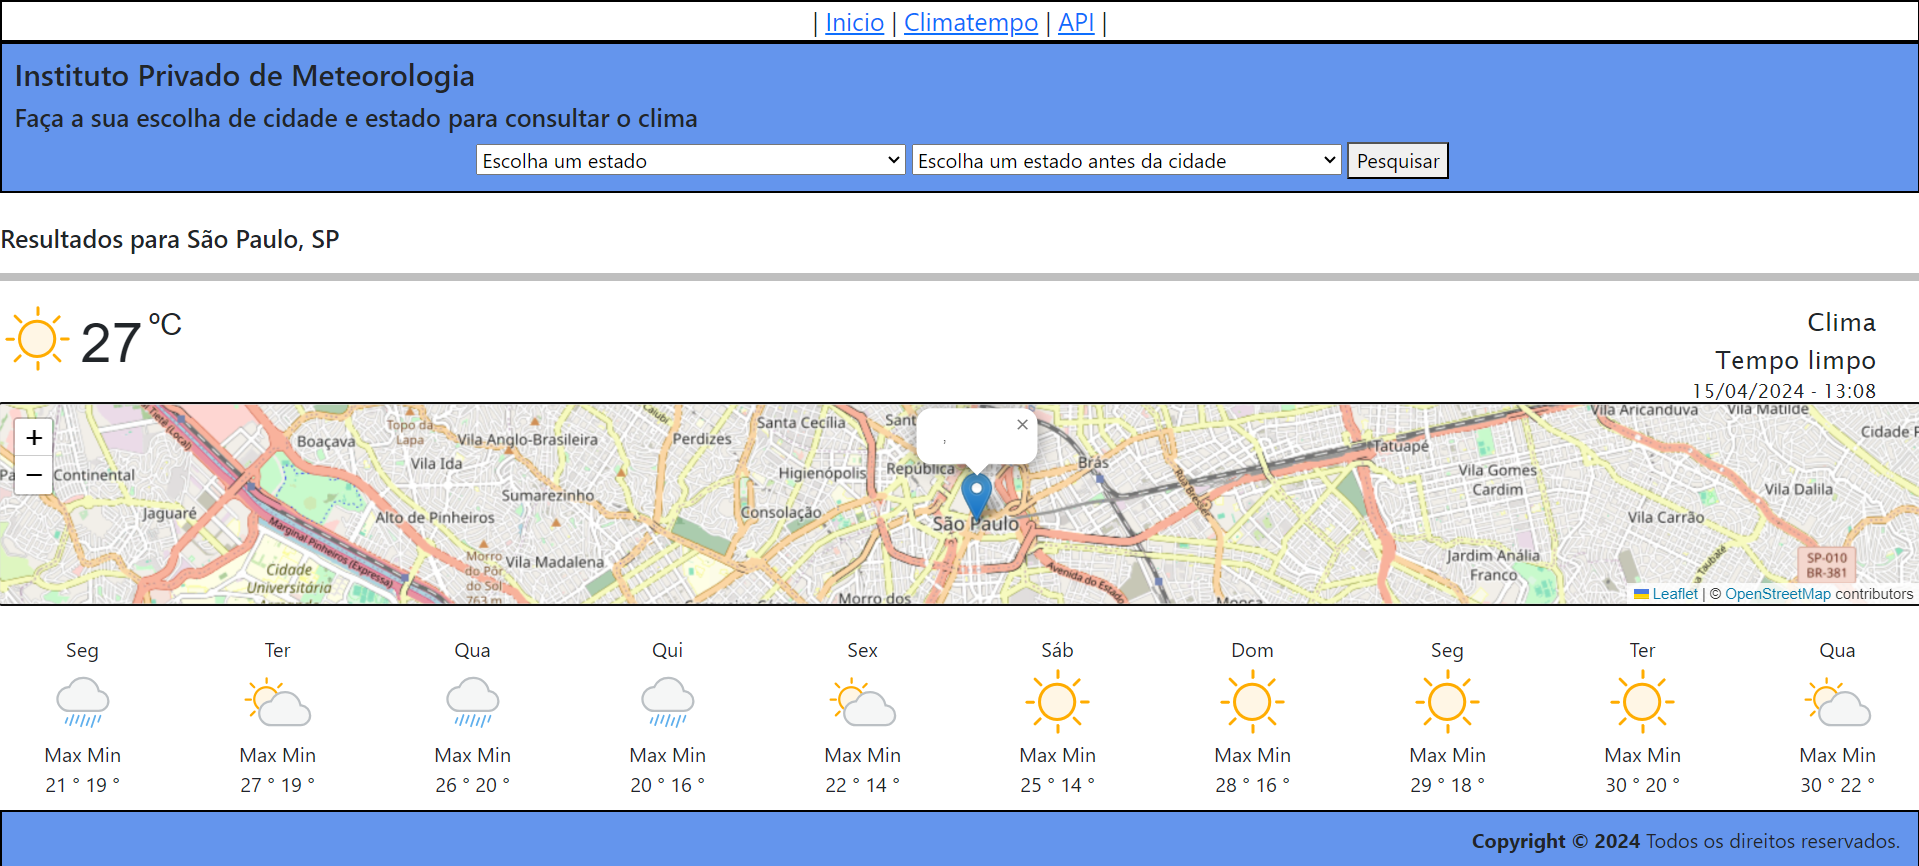 | Inicio | Climatempo | API |
Instituto Privado de Meteorologia
Faça a sua escolha de cidade e estado para consultar o clima
Escolha um estado Escolha um estado antes da cidade Pesquisar
Resultados para São Paulo, SP
27 ºC
Clima
Tempo limpo
15/04/2024 - 13:08
+
−
,
×
Boaçava
Topo da
Lapa
Vila Anglo-Brasileira
Perdizes
Santa Cecília
Sant
Vila Aricanduva
Vila Matilde
Cidade
Tatuapé
Brás
República
Higienópolis
Vila Ida
Continental
Sumarezinho
Vila Gomes
Cardim
Vila Dalila
Jaguaré
Alto de Pinheiros
Consolação
São Paulo
Rua Bresser
Vila Carrão
Marginal Pinheiros (Expressa)
Morro
do Pôr
do Sol
763 m
Vila Madalena
Cidade
Universitária
Avenida do Estado
Jardim Anália
Franco
SP-010
BR-381
Morro dos
Mooca
Leaflet | © OpenStreetMap contributors
Seg Ter Qua Qui Sex Sáb Dom Seg Ter Qua
Max Min Max Min Max Min Max Min Max Min Max Min Max Min Max Min Max Min Max Min
21 ° 19 ° 27 ° 19 ° 26 ° 20 ° 20 ° 16 ° 22 ° 14 ° 25 ° 14 ° 28 ° 16 ° 29 ° 18 ° 30 ° 20 ° 30 ° 22 °
Copyright © 2024 Todos os direitos reservados.